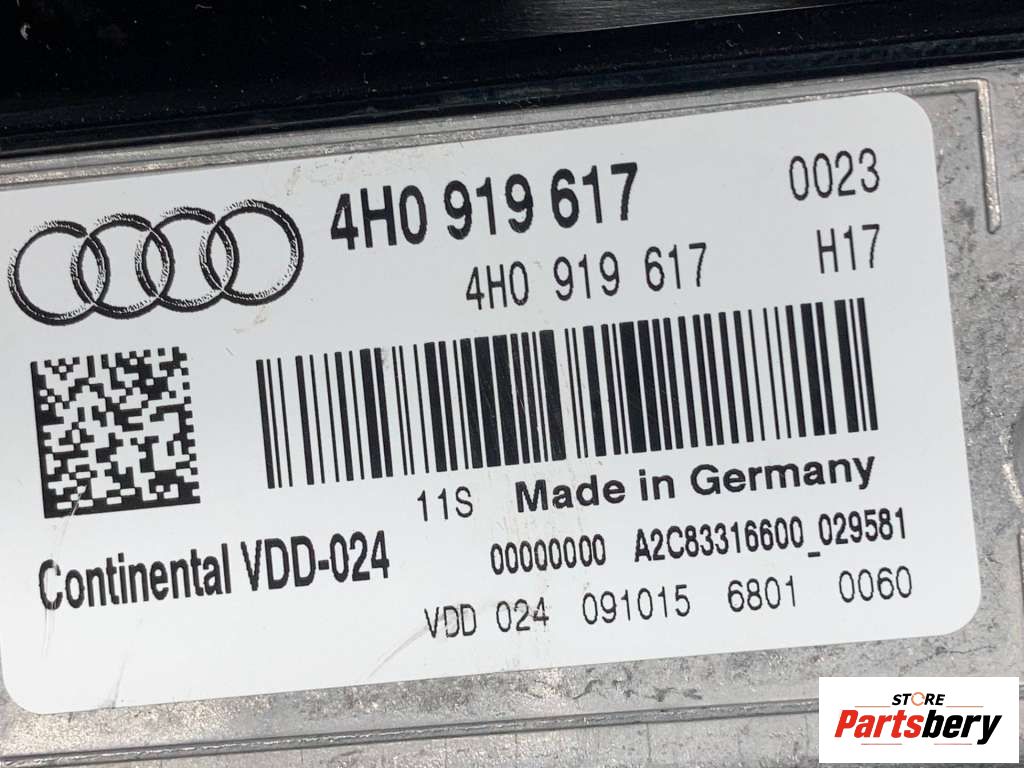 4H0 919 617 0023
4H0 919 617 H17
11S Made in Germany
Continental VDD-024 00000000 A2C83316600_029581
VDD 024 091015 6801 0060
STORE
Partsbery